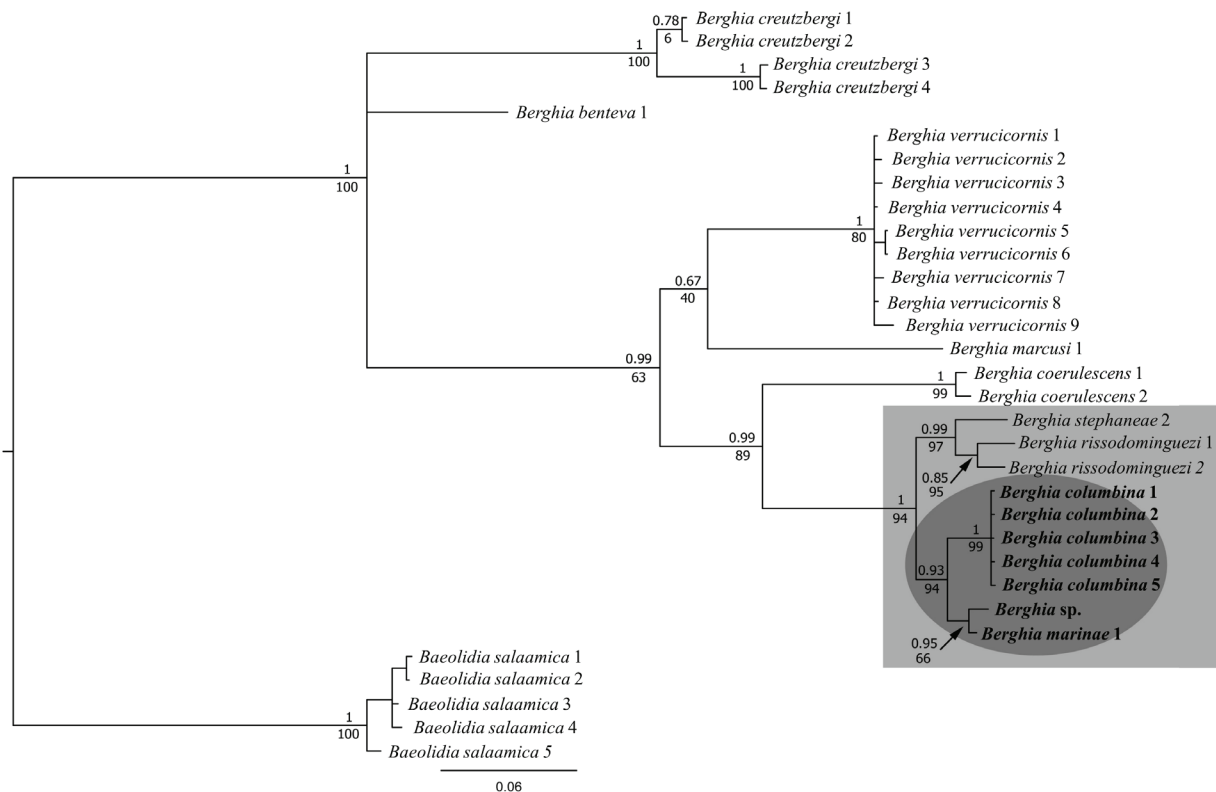 0.78
6
Berghia creutzbergi 1
Berghia creutzbergi 2
1
100
1
100
Berghia creutzbergi 3
Berghia creutzbergi 4
Berghia benteva 1
1
100
Berghia verrucicornis 1
Berghia verrucicornis 2
Berghia verrucicornis 3
Berghia verrucicornis 4
1
80
Berghia verrucicornis 5
Berghia verrucicornis 6
Berghia verrucicornis 7
Berghia verrucicornis 8
Berghia verrucicornis 9
0.67
40
Berghia marcusi 1
0.99
63
1
99
Berghia coerulescens 1
Berghia coerulescens 2
0.99
89
0.99
97
Berghia stephaneae 2
Berghia rissodominguezi 1
Berghia rissodominguezi 2
0.85
95
1
94
Berghia columbina 1
Berghia columbina 2
1
99
Berghia columbina 3
Berghia columbina 4
Berghia columbina 5
0.93
94
Berghia sp.
Berghia marinae 1
0.95
66
Baeolidia salaamica 1
Baeolidia salaamica 2
Baeolidia salaamica 3
Baeolidia salaamica 4
1
100
Baeolidia salaamica 5
0.06